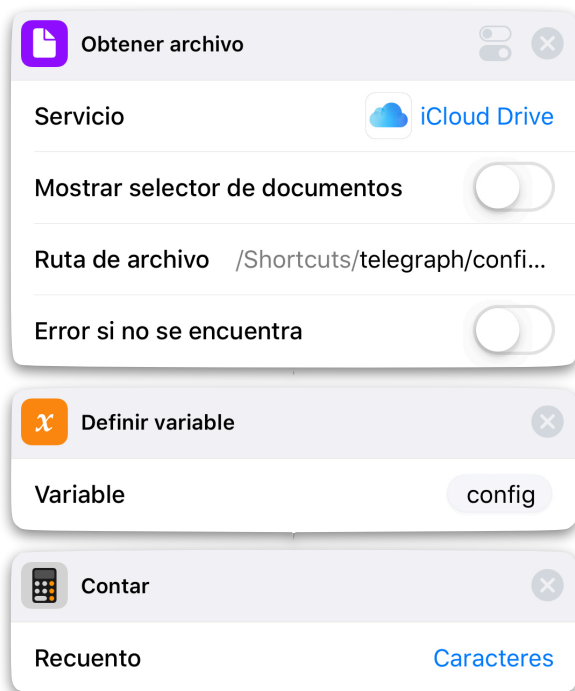 Obtener archivo
Servicio iCloud Drive
Mostrar selector de documentos
Ruta de archivo /Shortcuts/telegraph/confi...
Error si no se encuentra
x Definir variable
Variable config
Contar
Recuento Caracteres